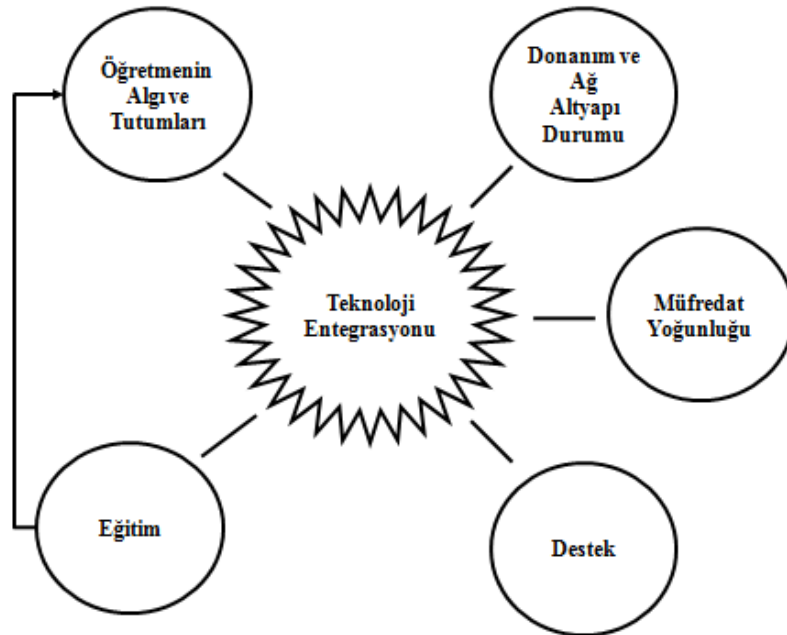 Öğretmenin
Algı ve
Tutumları
Donanım ve
Ağ
Altyapı
Durumu
Teknoloji
Entegrasyonu
Müfredat
Yoğunluğu
Eğitim
Destek